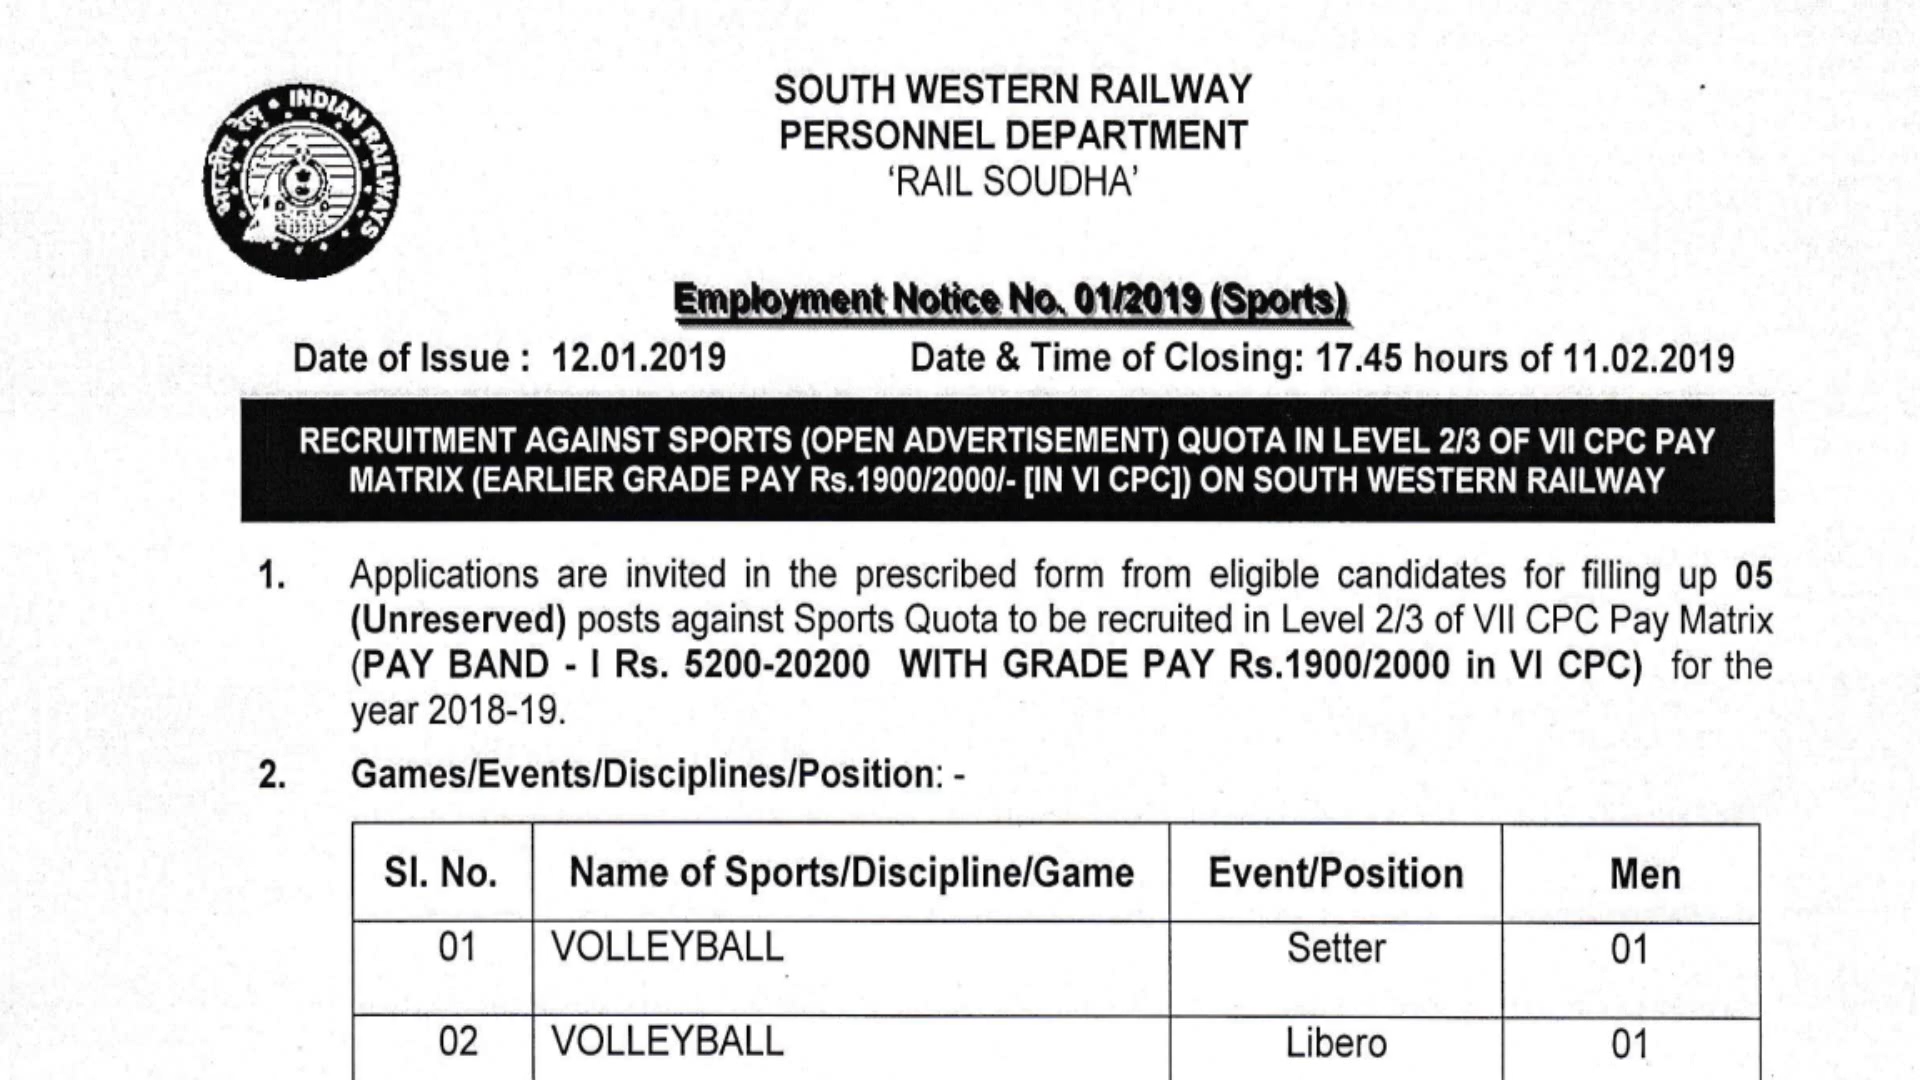 भारतीय रेल • INDIAN RAILWAYS
SOUTH WESTERN RAILWAY
PERSONNEL DEPARTMENT
‘RAIL SOUDHA’
Employment Notice No. 01/2019 (Sports)
Date of Issue : 12.01.2019 Date & Time of Closing: 17.45 hours of 11.02.2019
RECRUITMENT AGAINST SPORTS (OPEN ADVERTISEMENT) QUOTA IN LEVEL 2/3 OF VII CPC PAY
MATRIX (EARLIER GRADE PAY Rs.1900/2000/- [IN VI CPC]) ON SOUTH WESTERN RAILWAY
1. Applications are invited in the prescribed form from eligible candidates for filling up 05
(Unreserved) posts against Sports Quota to be recruited in Level 2/3 of VII CPC Pay Matrix
(PAY BAND - I Rs. 5200-20200 WITH GRADE PAY Rs.1900/2000 in VI CPC) for the
year 2018-19.
2. Games/Events/Disciplines/Position: -
Sl. No. Name of Sports/Discipline/Game Event/Position Men
01 VOLLEYBALL Setter 01
02 VOLLEYBALL Libero 01